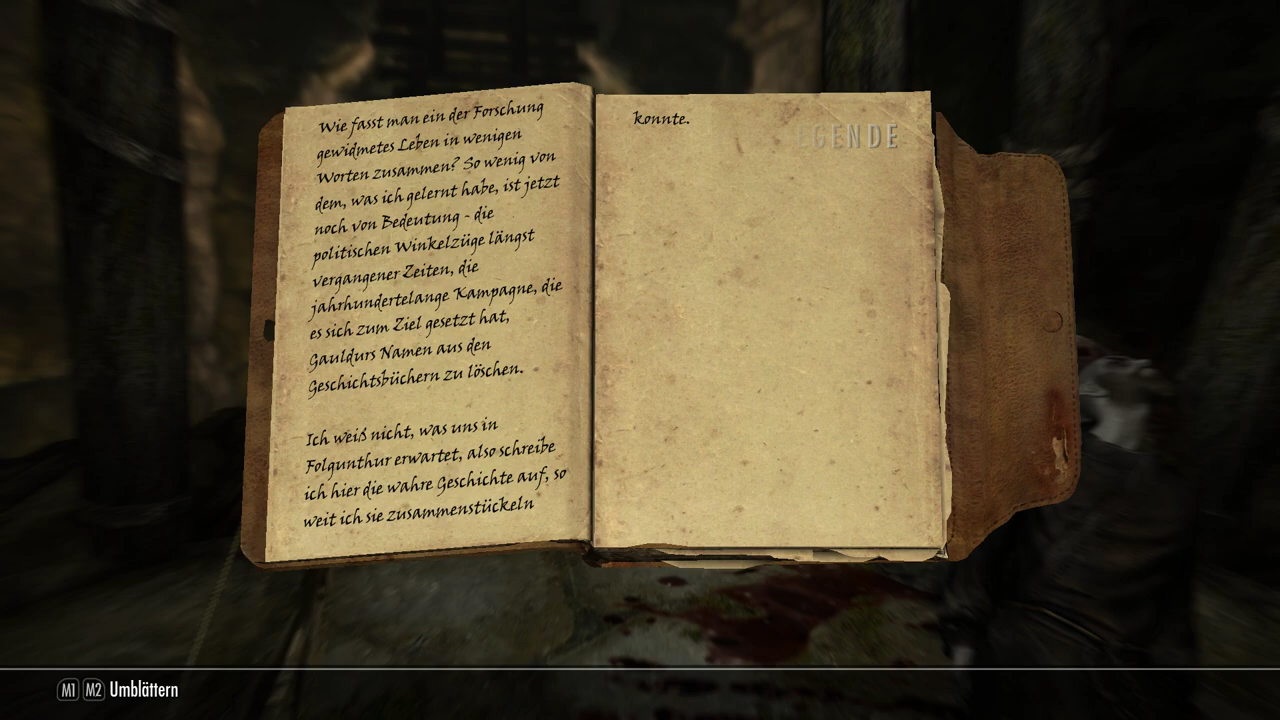 Wie fasst man ein der Forschung
gewidmetes Leben in wenigen
Worten zusammen? So wenig von
dem, was ich gelernt habe, ist jetzt
noch von Bedeutung - die
politischen Winkelzüge längst
vergangener Zeiten, die
jahrhundertelange Kampagne, die
es sich zum Ziel gesetzt hat,
Gauldurs Namen aus den
Geschichtsbüchern zu löschen.
Ich weiß nicht, was uns in
Folgunthur erwartet, also schreibe
ich hier die wahre Geschichte auf, so
weit ich sie zusammenstückeln
konnte.
M1 M2 Umblättern